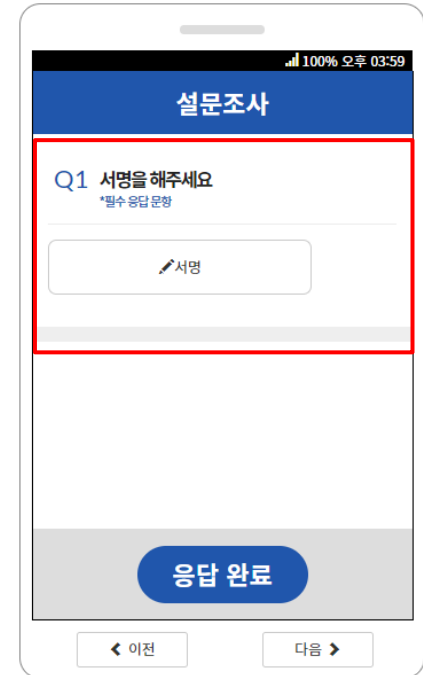 100% 오후 03:59
설문조사
Q1 서명을 해주세요
*필수 응답 문항
서명
응답 완료
이전 다음